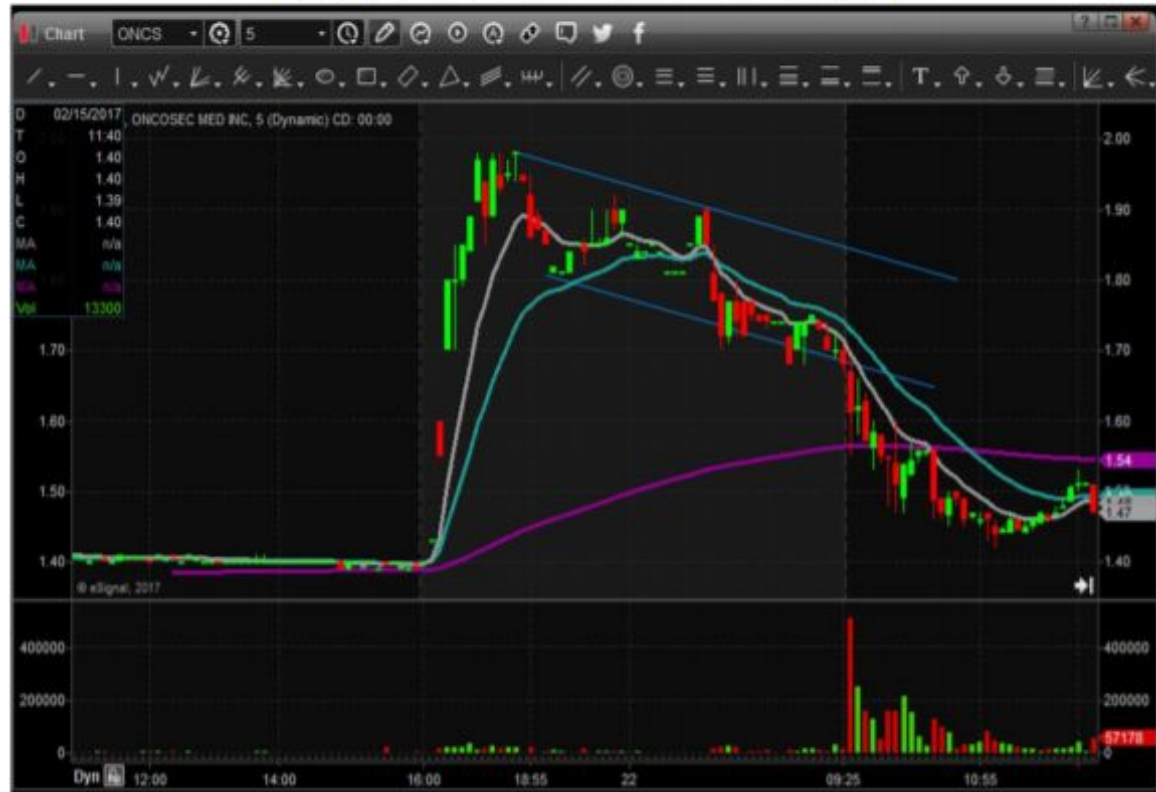 Chart ONCS 5
D 02/15/2017
T 11:40
O 1.40
H 1.40
L 1.39
C 1.40
MA n/a
MA n/a
MA n/a
Vol 13300
ONCOSEC MED INC, 5 (Dynamic) CD: 00:00
2.00
1.90
1.80
1.70 1.70
1.60 1.60
1.54
1.50 1.50
1.47
1.40 1.40
© eSignal, 2017
400000 400000
200000 200000
57178
0 0
Dyn 12:00 14:00 16:00 18:55 22 09:25 10:55